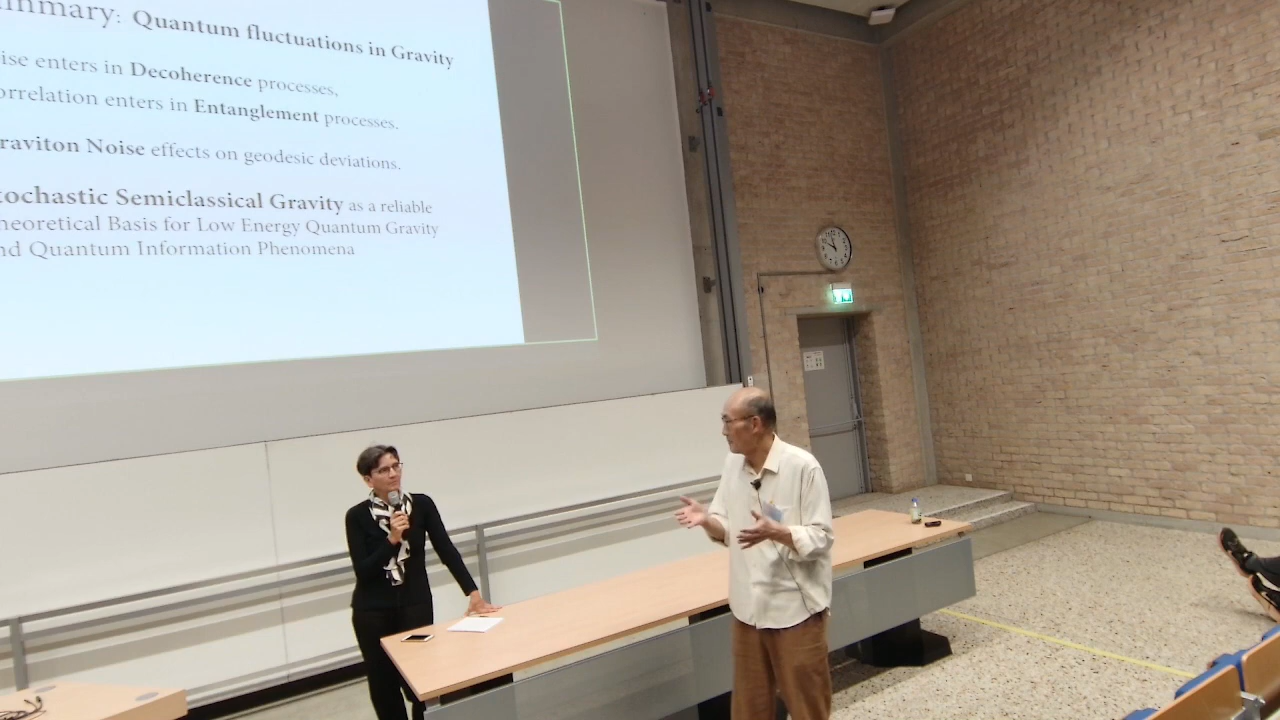 mmary: Quantum fluctuations in Gravity
ise enters in Decoherence processes,
orrelation enters in Entanglement processes.
raviton Noise effects on geodesic deviations.
tochastic Semiclassical Gravity as a reliable
heoretical Basis for Low Energy Quantum Gravity
nd Quantum Information Phenomena